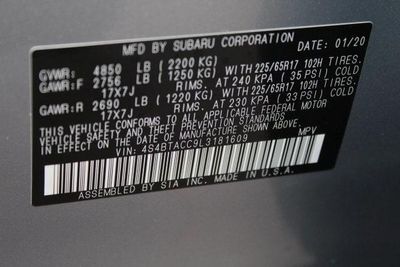 MFD BY SUBARU CORPORATION DATE: 01/20
GVWR: 4850 LB ( 2200 KG)
GAWR:F 2756 LB ( 1250 KG) WITH 225/65R17 102H TIRES,
17X7J RIMS, AT 240 KPA ( 35 PSI) COLD
GAWR:R 2690 LB ( 1220 KG) WITH 225/65R17 102H TIRES,
17X7J RIMS, AT 230 KPA ( 33 PSI) COLD
THIS VEHICLE CONFORMS TO ALL APPLICABLE FEDERAL MOTOR
VEHICLE SAFETY AND THEFT PREVENTION STANDARDS IN EFFECT
ON THE DATE OF MANUFACTURE SHOWN ABOVE.
VIN: 4S4BTACC9L3181609 MPV
ASSEMBLED BY SIA INC. MADE IN U.S.A.